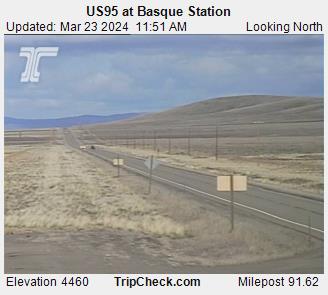 US95 at Basque Station
Updated: Mar 23 2024 11:51 AM Looking North
Elevation 4460 TripCheck.com Milepost 91.62